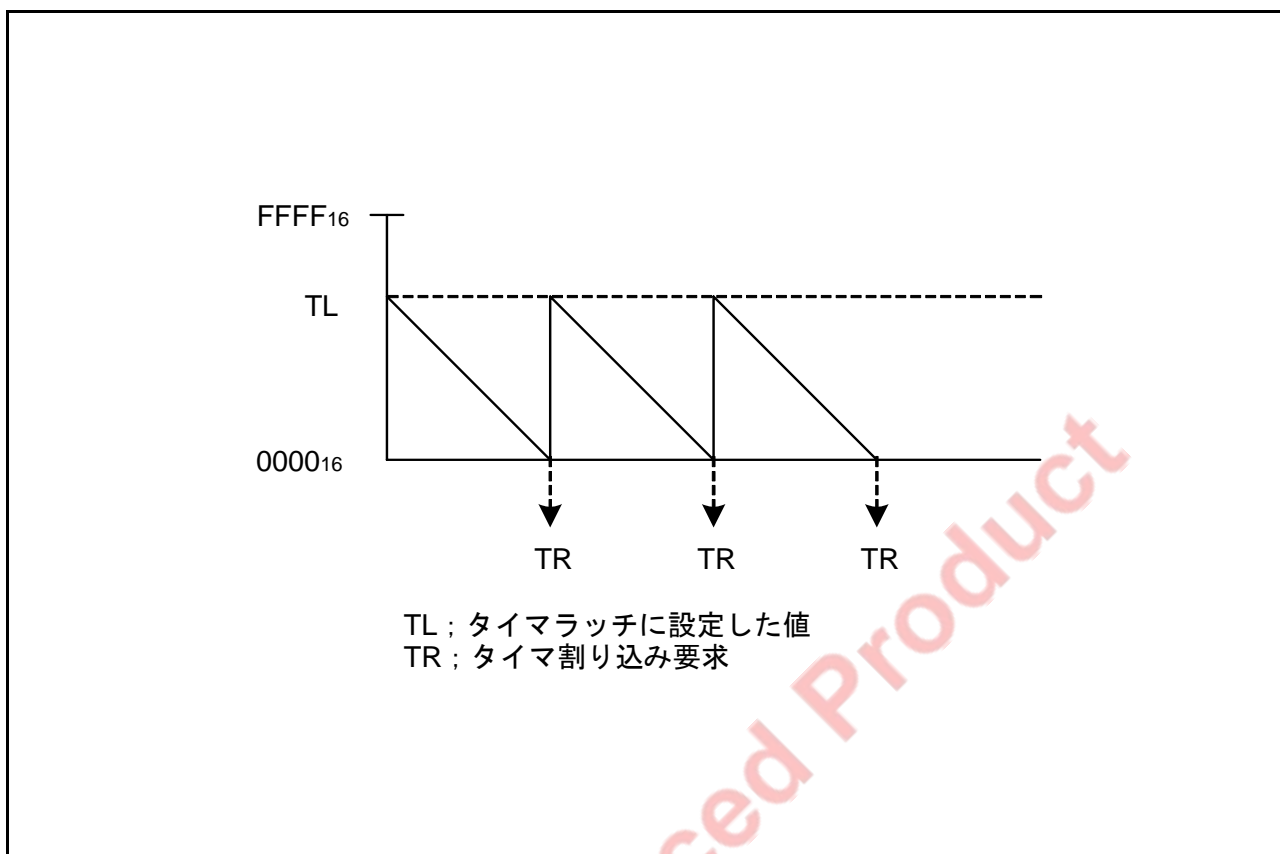 FFFF16
TL
000016
TR TR TR
TL ; タイマラッチに設定した値
TR ; タイマ割り込み要求
ced Product